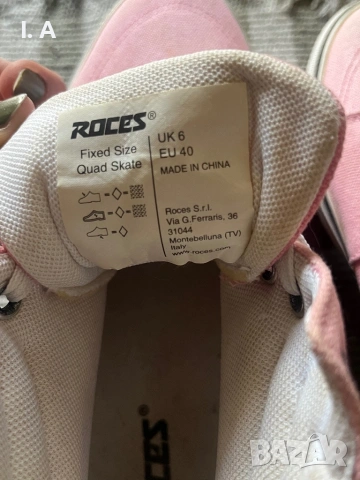 I. A
ROCES®
Fixed Size
Quad Skate
UK 6
EU 40
MADE IN CHINA
Roces S.r.l.
Via G.Ferraris, 36
31044
Montebelluna (TV)
Italy
www.roces.com
ROCES
BAZAR